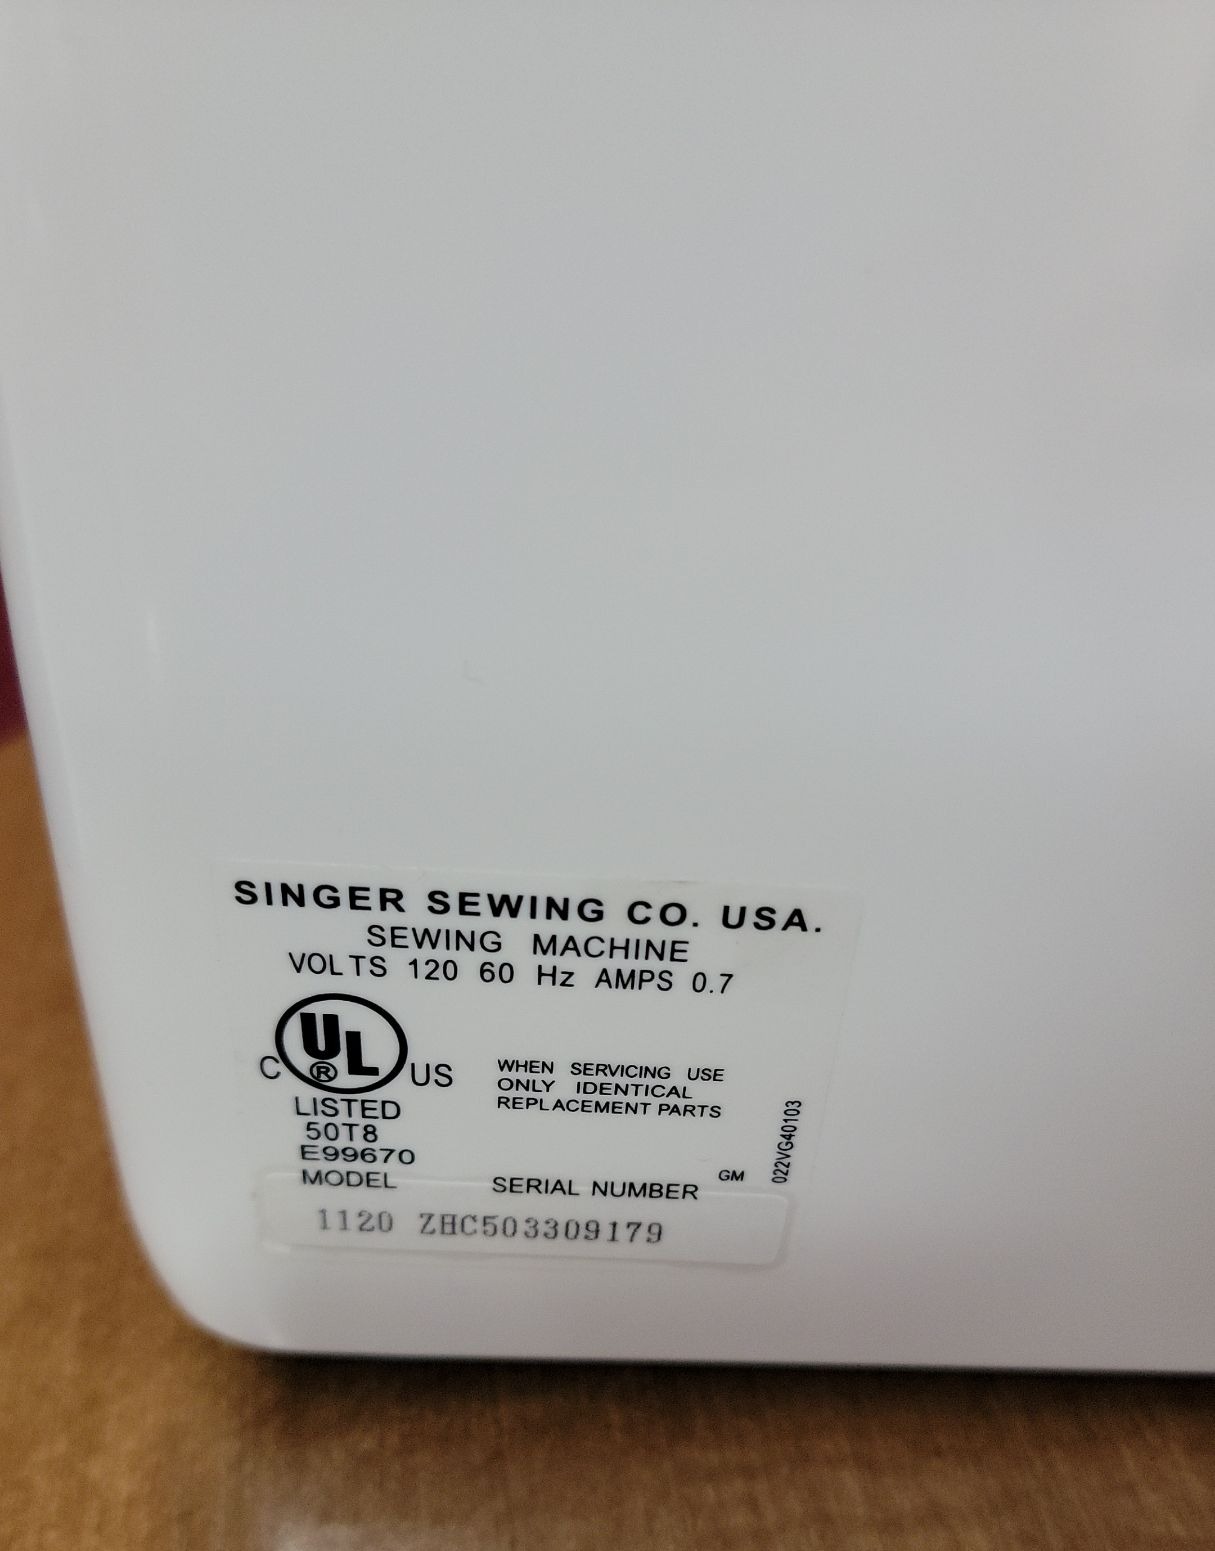 SINGER SEWING CO. USA.
SEWING MACHINE
VOLTS 120 60 Hz AMPS 0.7
C UL ® US
LISTED
50T8
E99670
WHEN SERVICING USE
ONLY IDENTICAL
REPLACEMENT PARTS
022VG40103
GM
MODEL SERIAL NUMBER
1120 ZHC503309179